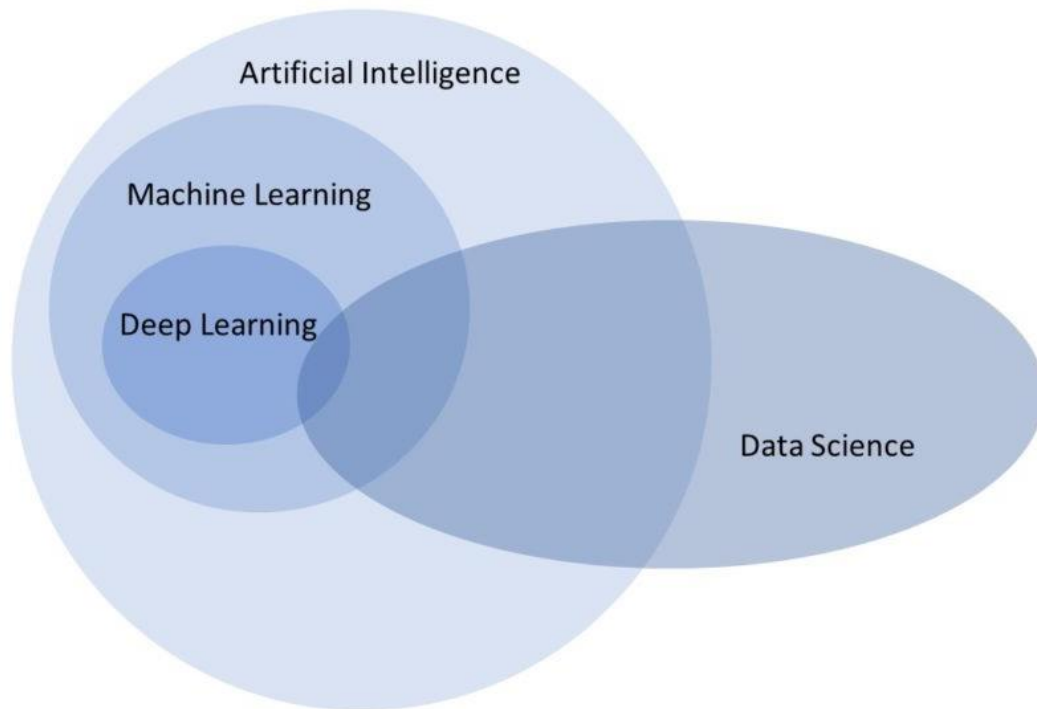 Artificial Intelligence
Machine Learning
Deep Learning
Data Science